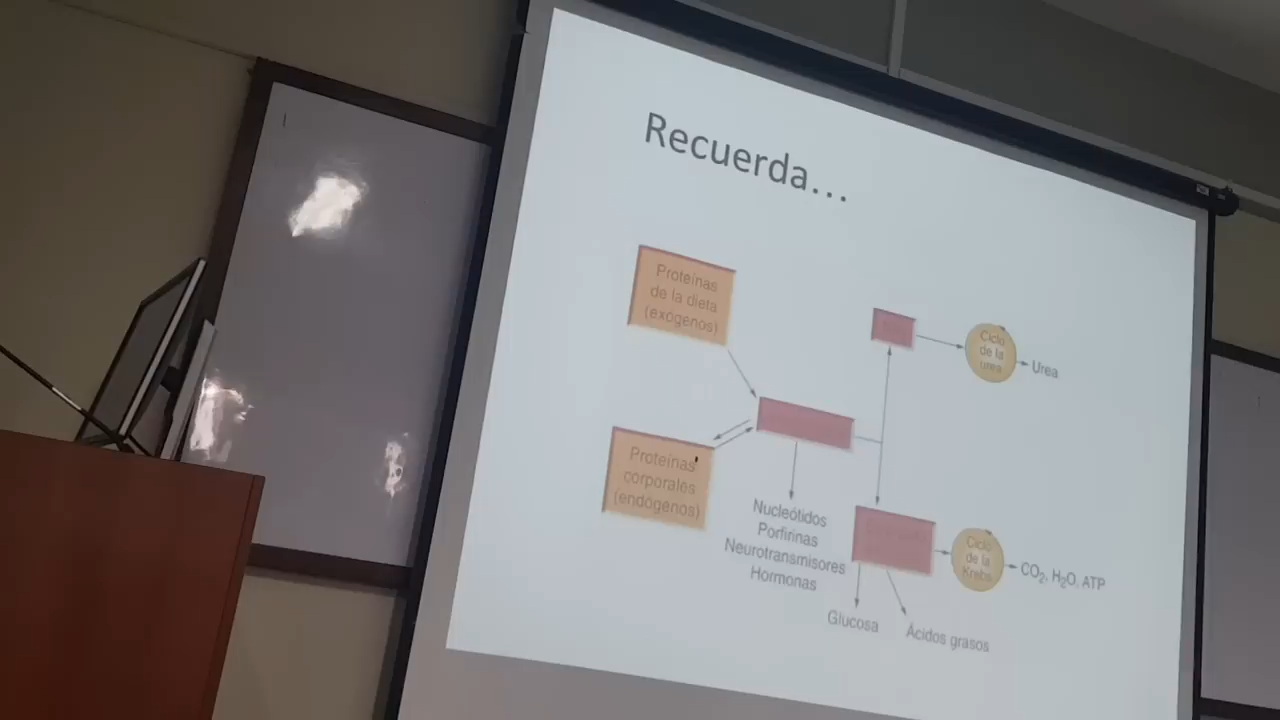 Recuerda...
Proteínas
de la dieta
(exógenos)
Ciclo
de la
urea
Urea
Proteínas
corporales
(endógenos)
Nucleótidos
Porfirinas
Neurotransmisores
Hormonas
Ciclo
de la
Krebs
CO₂, H₂O, ATP
Glucosa
Ácidos grasos